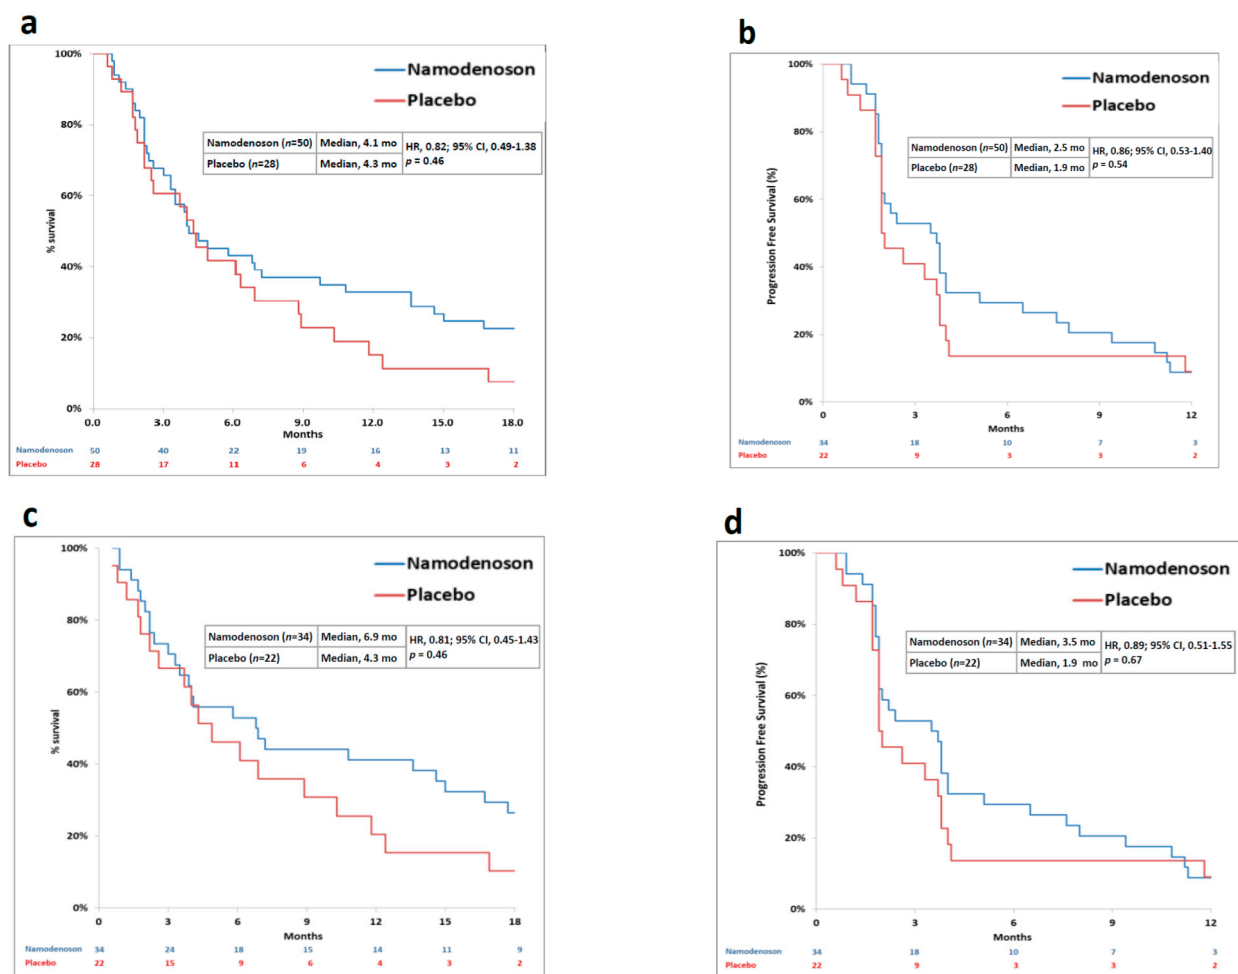 a
100%
80%
60%
40%
20%
0%
% survival
Namodenoson
Placebo
Namodenoson (n=50) Median, 4.1 mo HR, 0.82; 95% CI, 0.49-1.38
Placebo (n=28) Median, 4.3 mo p = 0.46
0.0 3.0 6.0 9.0 12.0 15.0 18.0
Months
Namodenoson 50 40 22 19 16 13 11
Placebo 28 17 11 6 4 3 2
b
100%
80%
60%
40%
20%
0%
Progression Free Survival (%)
Namodenoson
Placebo
Namodenoson (n=50) Median, 2.5 mo HR, 0.86; 95% CI, 0.53-1.40
Placebo (n=28) Median, 1.9 mo p = 0.54
0 3 6 9 12
Months
Namodenoson 34 18 10 7 3
Placebo 22 9 3 3 2
c
100%
80%
60%
40%
20%
0%
% survival
Namodenoson
Placebo
Namodenoson (n=34) Median, 6.9 mo HR, 0.81; 95% CI, 0.45-1.43
Placebo (n=22) Median, 4.3 mo p = 0.46
0 3 6 9 12 15 18
Months
Namodenoson 34 24 18 15 14 11 9
Placebo 22 15 9 6 4 3 2
d
100%
80%
60%
40%
20%
0%
Progression Free Survival (%)
Namodenoson
Placebo
Namodenoson (n=34) Median, 3.5 mo HR, 0.89; 95% CI, 0.51-1.55
Placebo (n=22) Median, 1.9 mo p = 0.67
0 3 6 9 12
Months
Namodenoson 34 18 10 7 3
Placebo 22 9 3 3 2